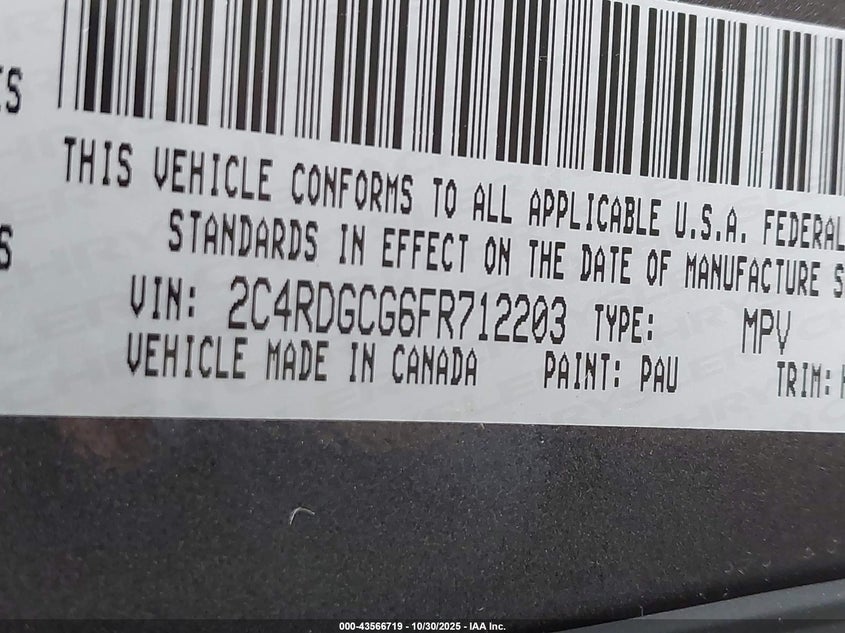 ES
THIS VEHICLE CONFORMS TO ALL APPLICABLE U.S.A. FEDERAL
STANDARDS IN EFFECT ON THE DATE OF MANUFACTURE S
S
VIN: 2C4RDGCG6FR712203 TYPE: MPV
VEHICLE MADE IN CANADA PAINT: PAU TRIM:
000-43566719 - 10/30/2025 - IAA Inc.